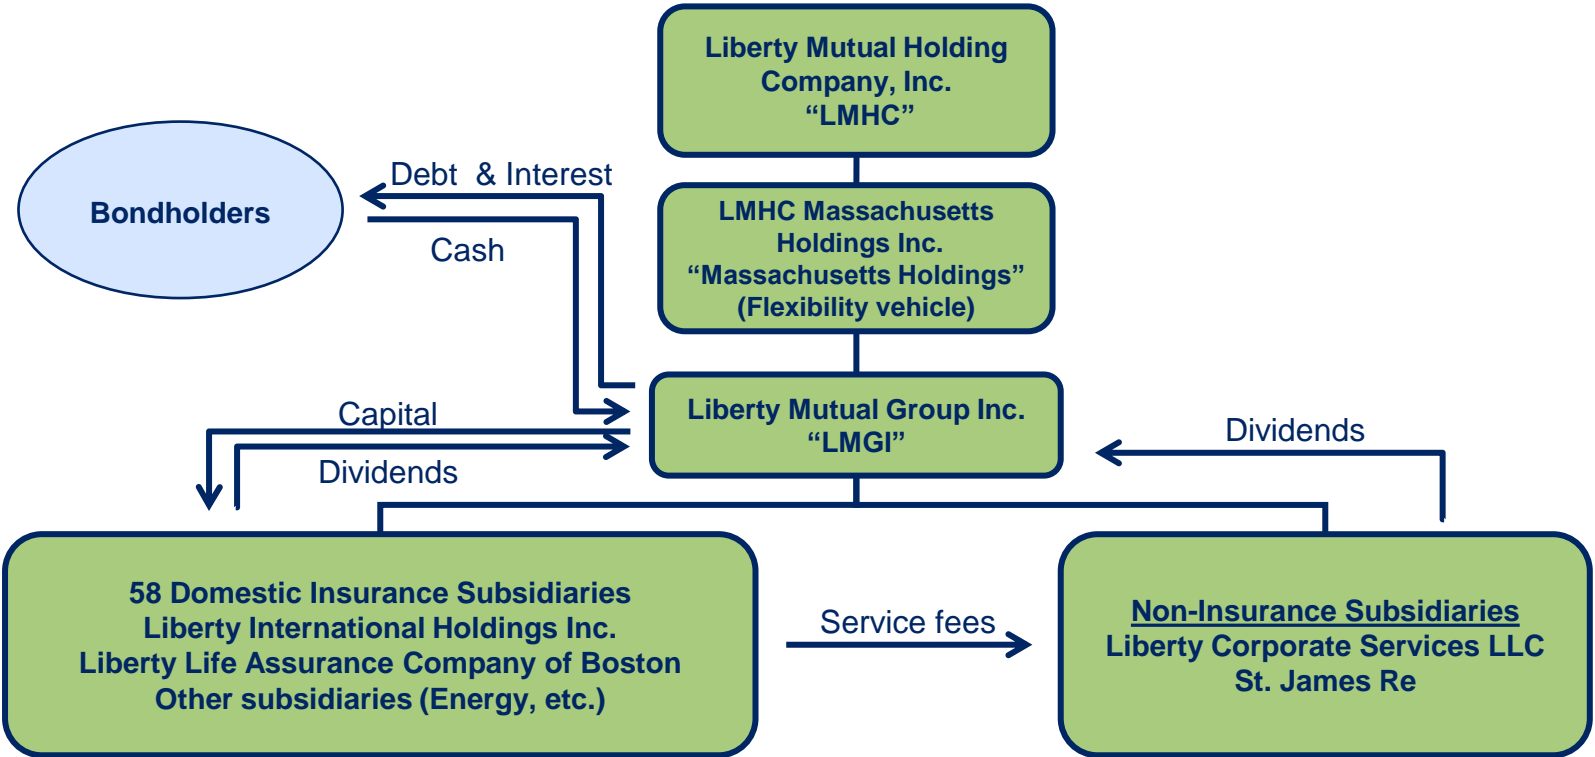 Liberty Mutual Holding
Company, Inc.
“LMHC”
Debt & Interest
Bondholders
Cash
LMHC Massachusetts
Holdings Inc.
“Massachusetts Holdings”
(Flexibility vehicle)
Capital
Dividends
Liberty Mutual Group Inc.
“LMGI”
Dividends
58 Domestic Insurance Subsidiaries
Liberty International Holdings Inc.
Liberty Life Assurance Company of Boston
Other subsidiaries (Energy, etc.)
Service fees
Non-Insurance Subsidiaries
Liberty Corporate Services LLC
St. James Re